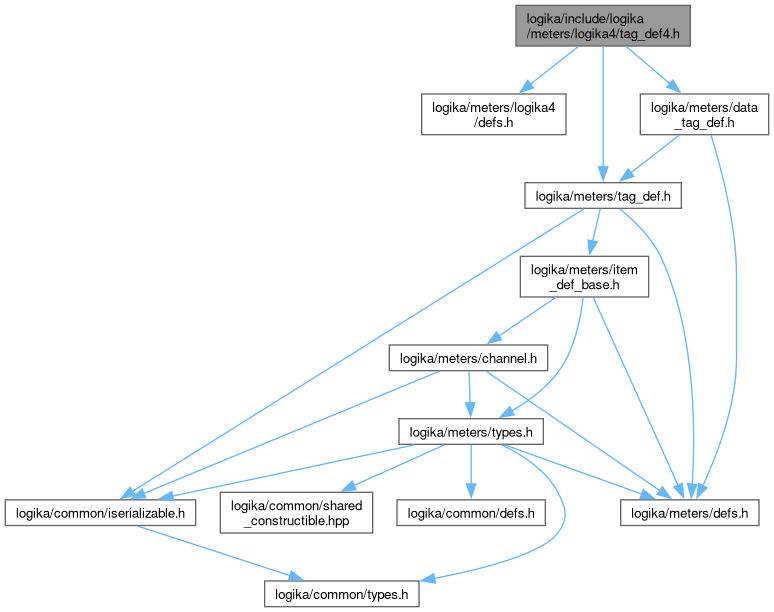 logika/include/logika
/meters/logika4/tag_def4.h
logika/meters/logika4
/defs.h
logika/meters/data
_tag_def.h
logika/meters/tag_def.h
logika/meters/item
_def_base.h
logika/meters/channel.h
logika/meters/types.h
logika/common/iserializable.h
logika/common/shared
_constructible.hpp
logika/common/defs.h
logika/meters/defs.h
logika/common/types.h